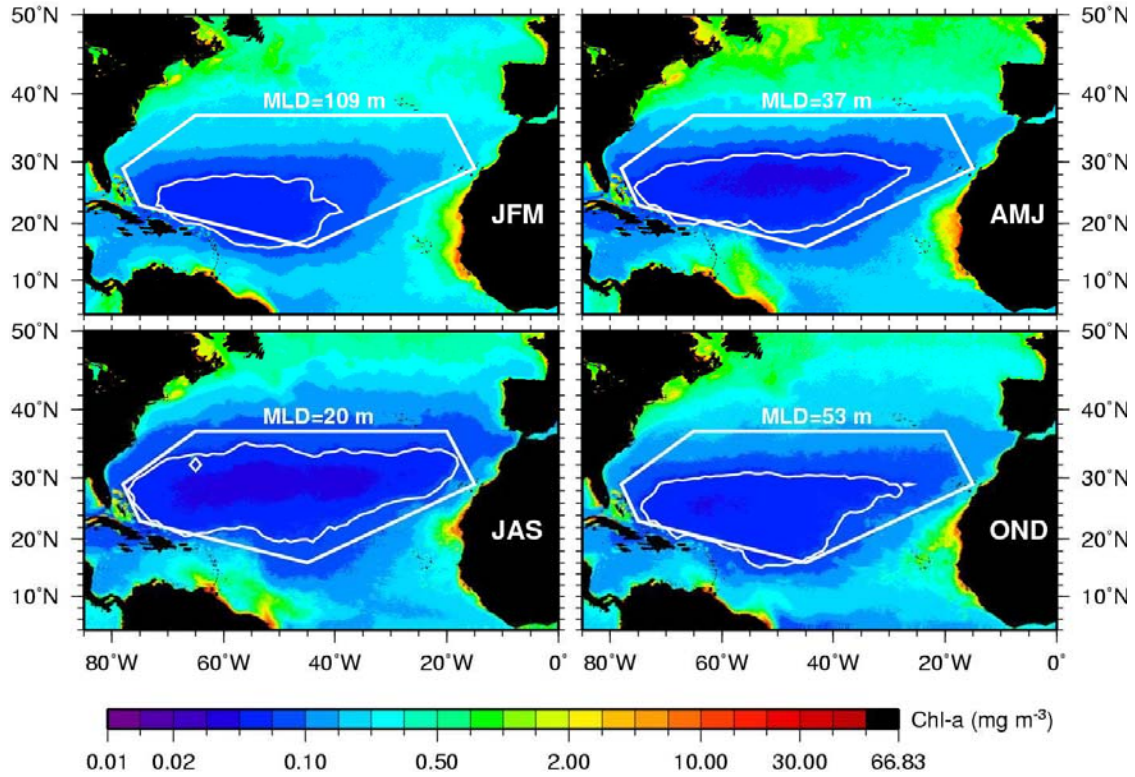 50°N 50°N
MLD=109 m MLD=37 m
40°N 40°N
30°N 30°N
20°N 20°N
JFM AMJ
10°N 10°N
50°N 50°N
MLD=20 m MLD=53 m
40°N 40°N
30°N 30°N
20°N 20°N
JAS OND
10°N 10°N
80°W 60°W 40°W 20°W 0° 80°W 60°W 40°W 20°W 0°
Chl-a (mg m⁻³)
0.01 0.02 0.10 0.50 2.00 10.00 30.00 66.83